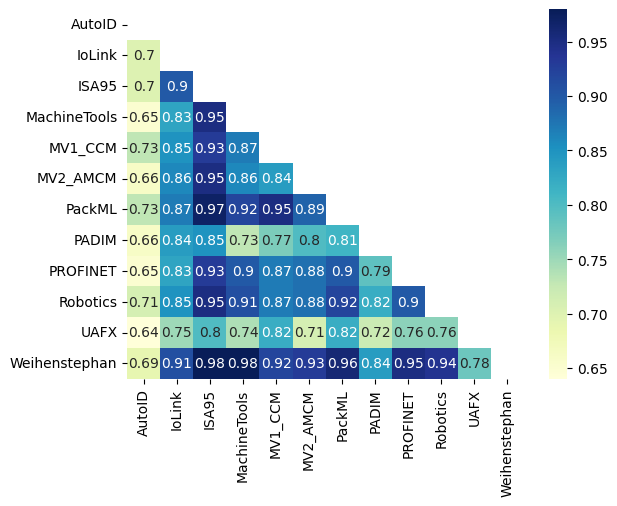 AutoID
IoLink 0.7
ISA95 0.7 0.9
MachineTools 0.65 0.83 0.95
MV1_CCM 0.73 0.85 0.93 0.87
MV2_AMCM 0.66 0.86 0.95 0.86 0.84
PackML 0.73 0.87 0.97 0.92 0.95 0.89
PADIM 0.66 0.84 0.85 0.73 0.77 0.8 0.81
PROFINET 0.65 0.83 0.93 0.9 0.87 0.88 0.9 0.79
Robotics 0.71 0.85 0.95 0.91 0.87 0.88 0.92 0.82 0.9
UAFX 0.64 0.75 0.8 0.74 0.82 0.71 0.82 0.72 0.76 0.76
Weihenstephan 0.69 0.91 0.98 0.98 0.92 0.93 0.96 0.84 0.95 0.94 0.78
AutoID
IoLink
ISA95
MachineTools
MV1_CCM
MV2_AMCM
PackML
PADIM
PROFINET
Robotics
UAFX
Weihenstephan
0.95
0.90
0.85
0.80
0.75
0.70
0.65